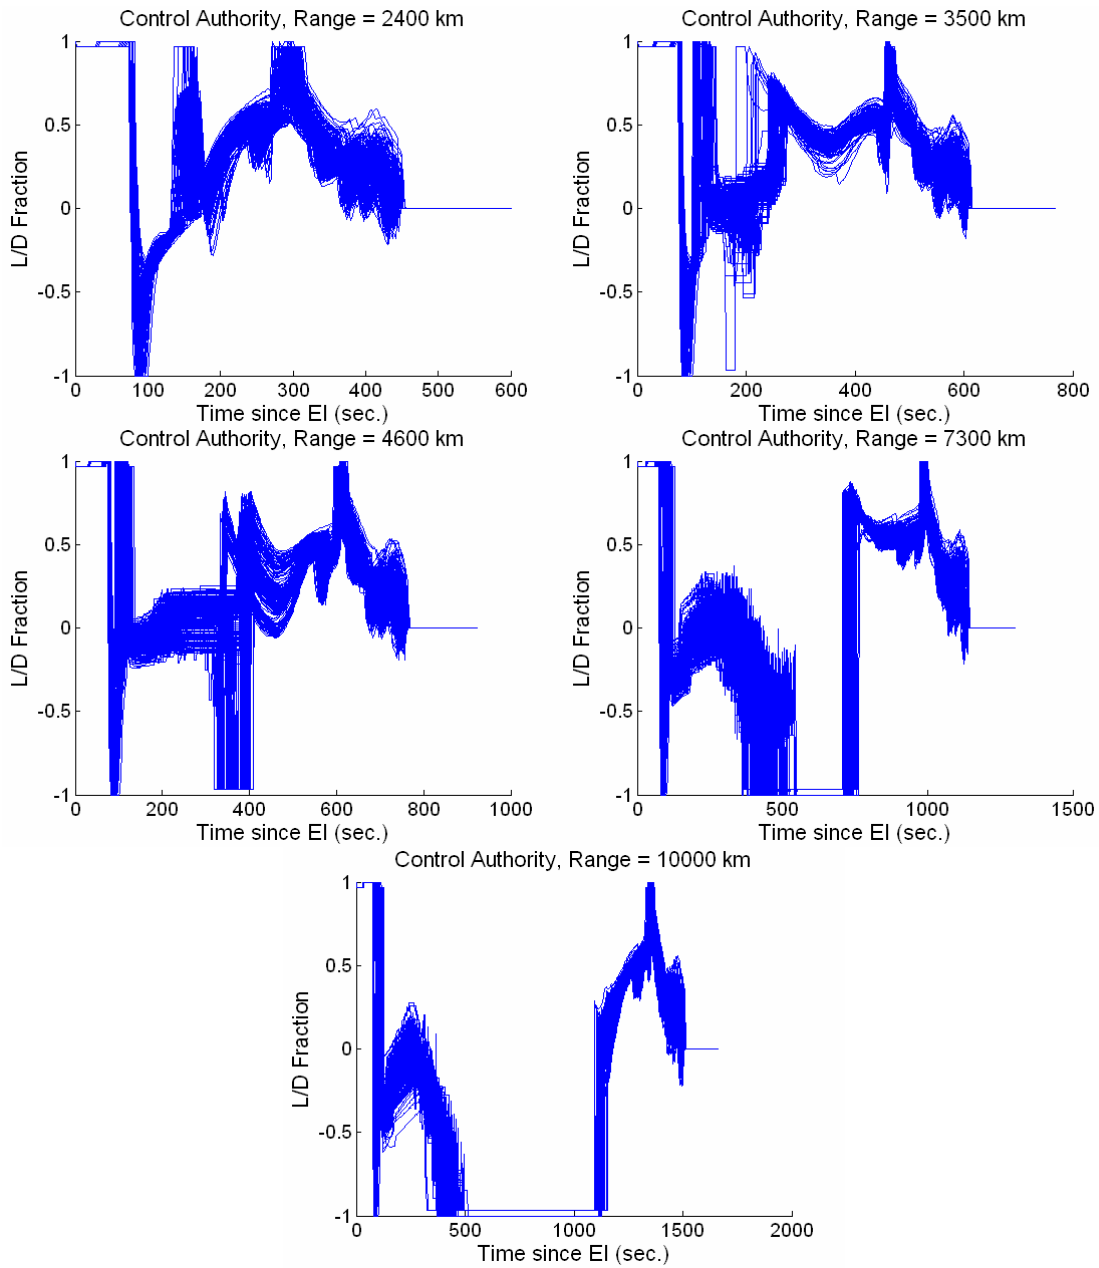 Control Authority, Range = 2400 km
1
0.5
0
-0.5
-1
L/D Fraction
0 100 200 300 400 500 600
Time since EI (sec.)
Control Authority, Range = 3500 km
1
0.5
0
-0.5
-1
L/D Fraction
0 200 400 600 800
Time since EI (sec.)
Control Authority, Range = 4600 km
1
0.5
0
-0.5
-1
L/D Fraction
0 200 400 600 800 1000
Time since EI (sec.)
Control Authority, Range = 7300 km
1
0.5
0
-0.5
-1
L/D Fraction
0 500 1000 1500
Time since EI (sec.)
Control Authority, Range = 10000 km
1
0.5
0
-0.5
-1
L/D Fraction
0 500 1000 1500 2000
Time since EI (sec.)